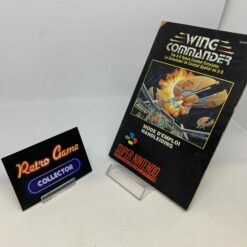 WING
COMMANDER
The 3-D Space Combat Simulator
Le Simulateur de Combat Spatial en 3-D
MODE D'EMPLOI
HANDLEIDING
SUPER NINTENDO
Retro Game
COLLECTOR